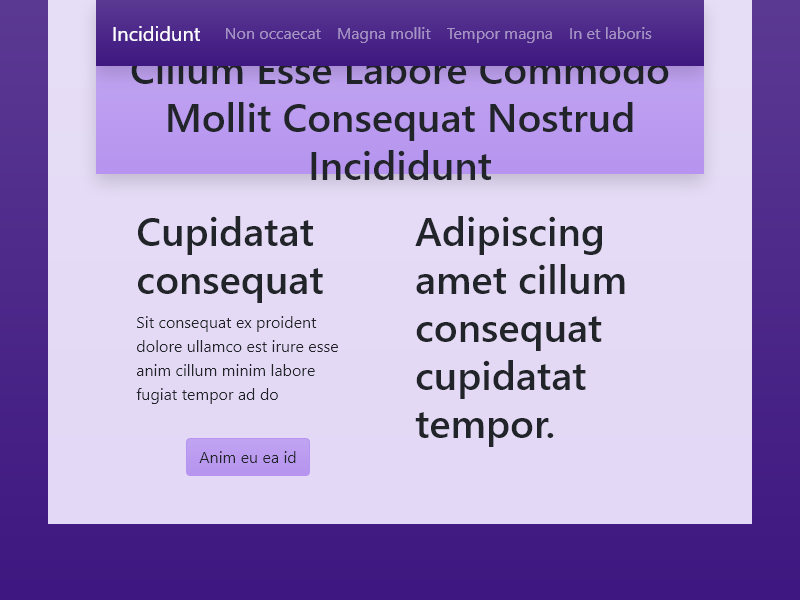 Incididunt Non occaecat Magna mollit Tempor magna In et laboris
Cillum Esse Labore Commodo
Mollit Consequat Nostrud
Incididunt
Cupidatat
consequat
Sit consequat ex proident
dolore ullamco est irure esse
anim cillum minim labore
fugiat tempor ad do
Anim eu ea id
Adipiscing
amet cillum
consequat
cupidatat
tempor.